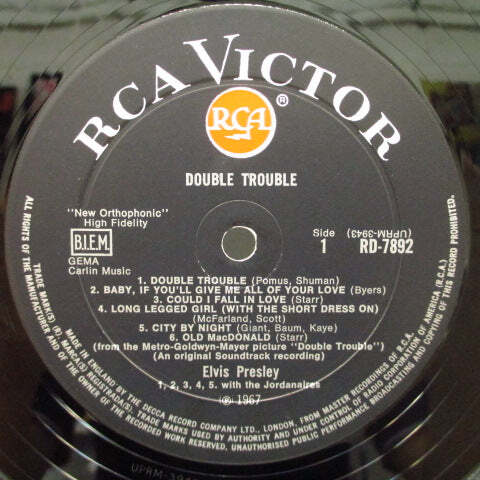 RCA VICTOR
RCA ®
DOUBLE TROUBLE
"New Orthophonic"
High Fidelity
B.I.E.M.
GEMA
Carlin Music
Side
1
(UPRM-3943)
RD-7892
1. DOUBLE TROUBLE (Pomus, Shuman)
2. BABY, IF YOU'LL GIVE ME ALL OF YOUR LOVE (Byers)
3. COULD I FALL IN LOVE (Starr)
4. LONG LEGGED GIRL (WITH THE SHORT DRESS ON)
(McFarland, Scott)
5. CITY BY NIGHT (Giant, Baum, Kaye)
6. OLD MacDONALD (Starr)
(from the Metro-Goldwyn-Mayer picture "Double Trouble")
(An original Soundtrack recording)
Elvis Presley
1, 2, 3, 4, 5. with the Jordanaires
℗ 1967
ALL RIGHTS OF THE MANUFACTURER AND OF THE OWNER OF THE RECORDED WORK RESERVED. UNAUTHORISED PUBLIC PERFORMANCE BROADCASTING AND COPYING OF THIS RECORD PROHIBITED.
TRADE MARK(S) (R) MARCA(S) REGISTRADA(S). TRADE MARKS USED BY AUTHORITY AND UNDER CONTROL OF RADIO CORPORATION OF AMERICA (R.C.A.)
MADE IN ENGLAND BY THE DECCA RECORD COMPANY LTD., LONDON, FROM MASTER RECORDINGS OF R.C.A.